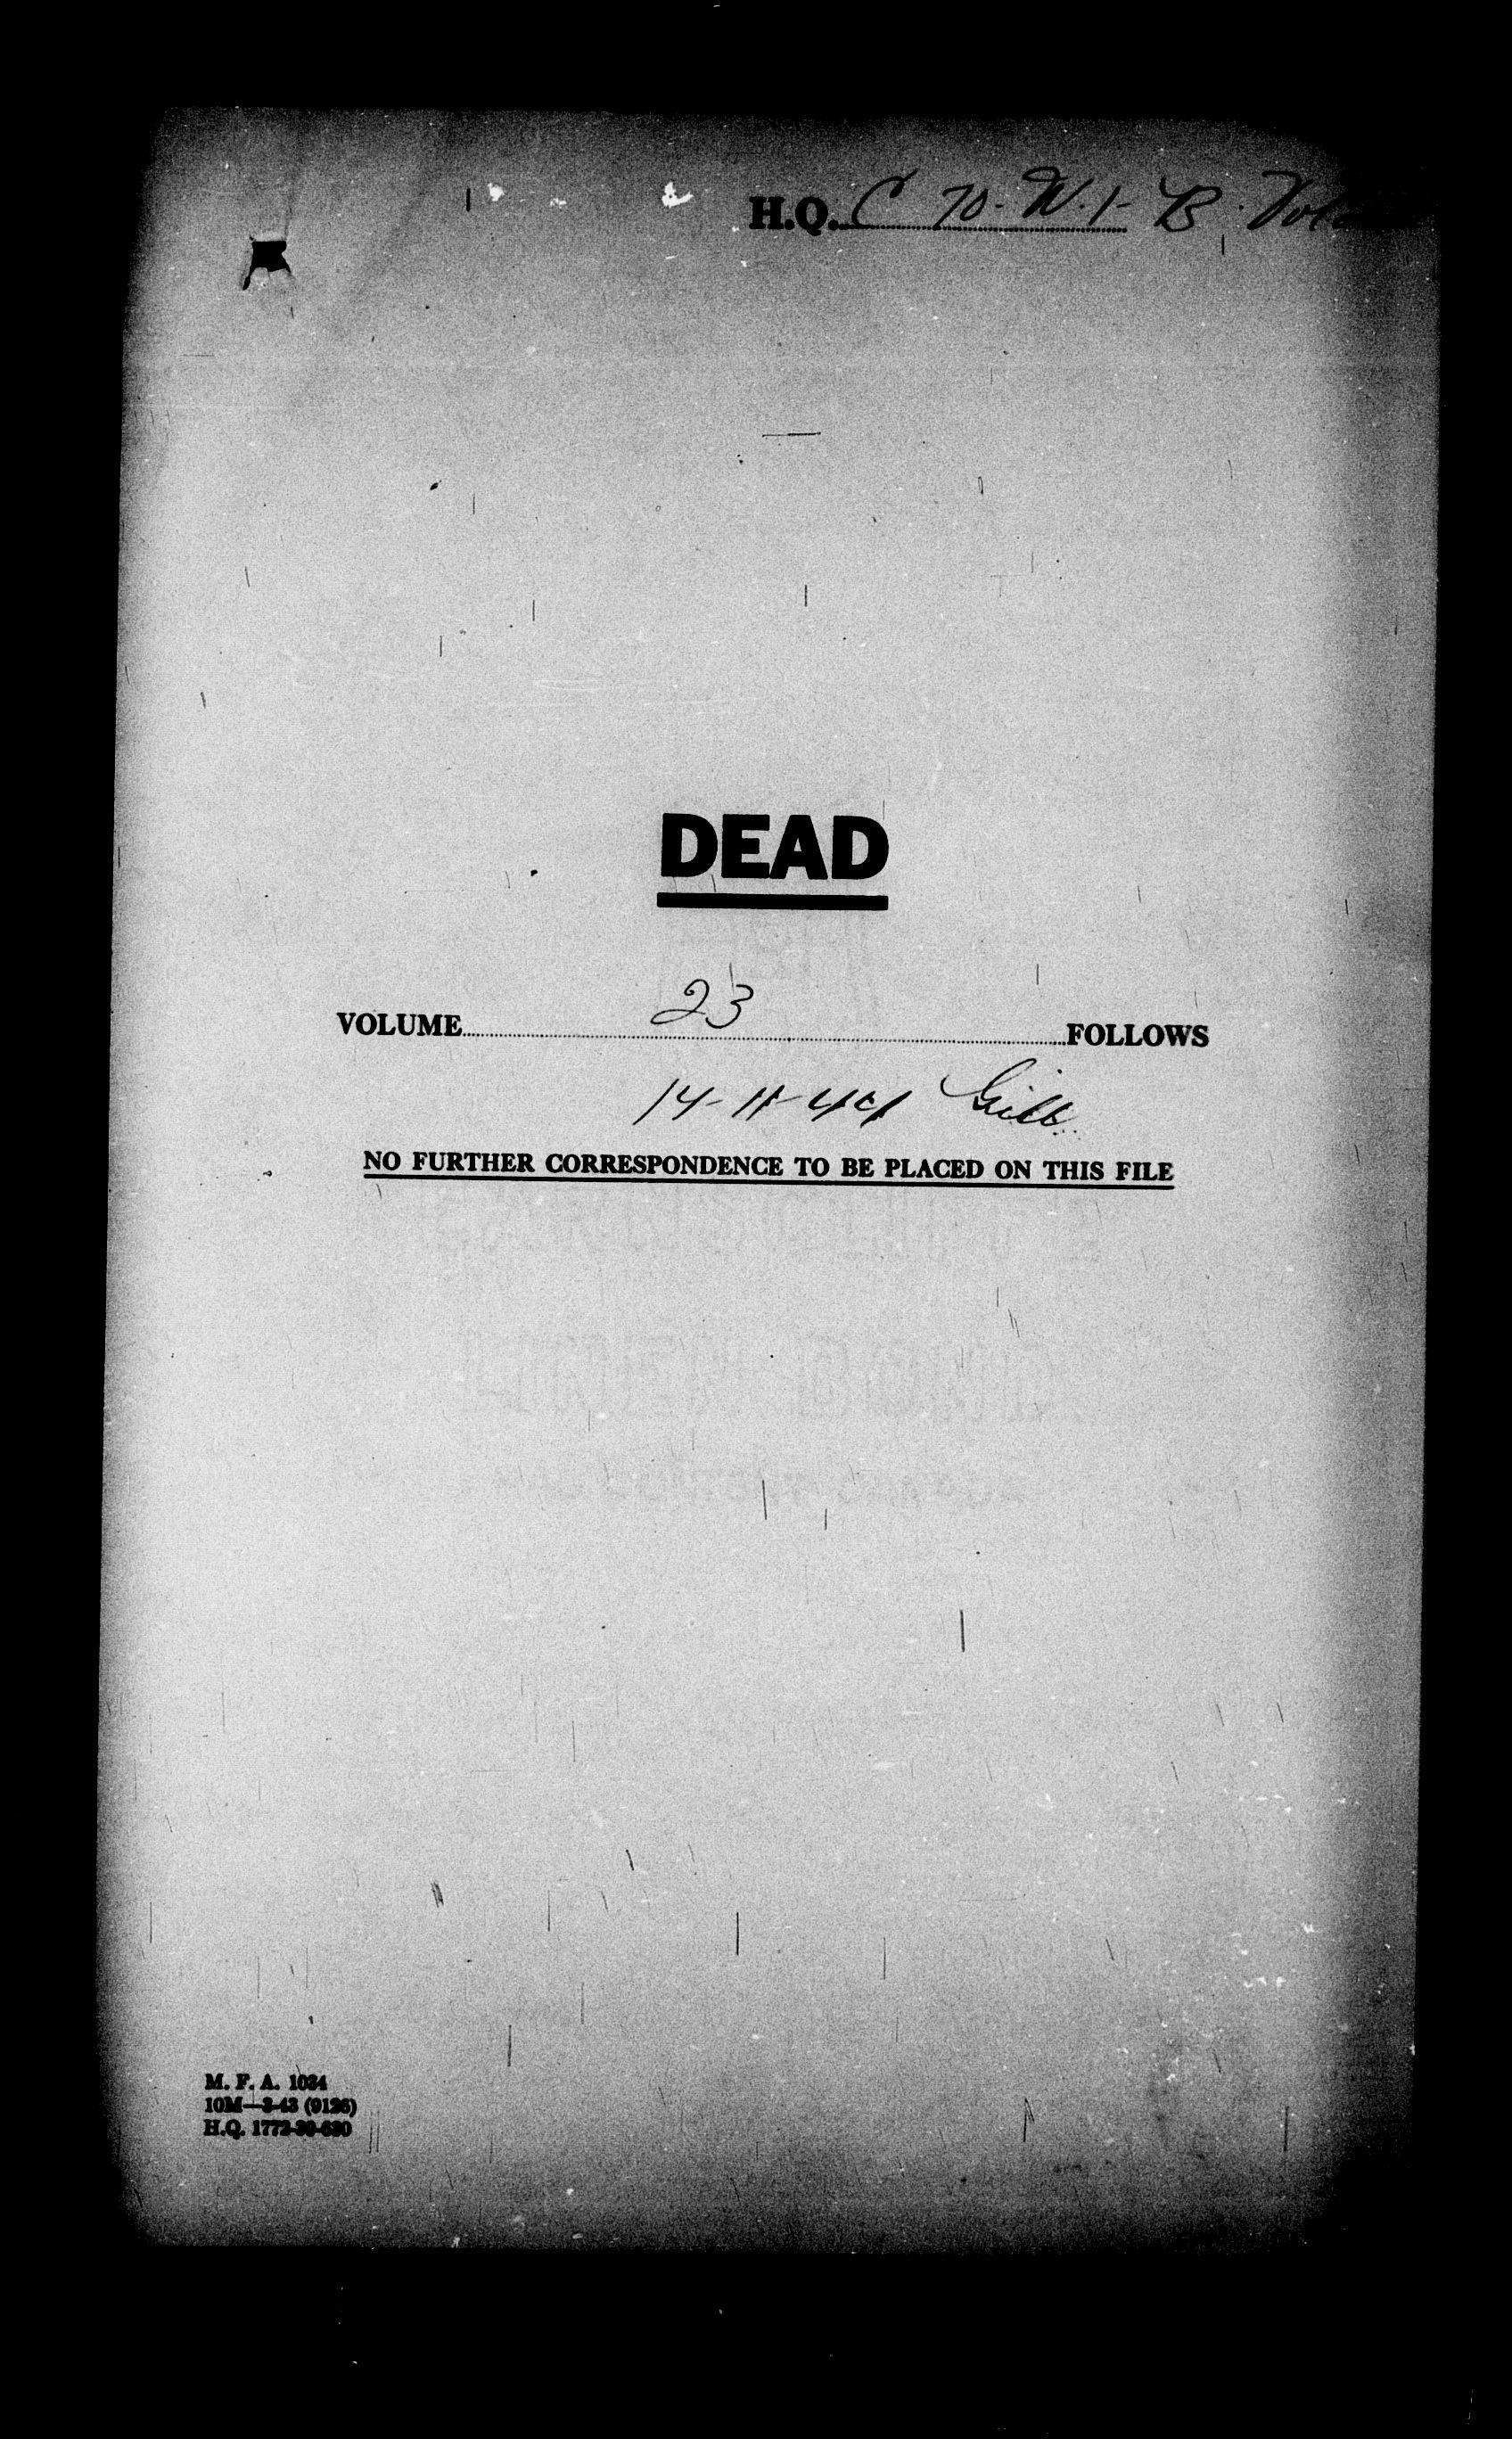 H.Q. C 70-W.1-B. Vol.
DEAD
VOLUME 23 FOLLOWS
14-11-44
NO FURTHER CORRESPONDENCE TO BE PLACED ON THIS FILE
M. F. A. 1034
10M—3-43 (9126)
H.Q. 1772-39-630